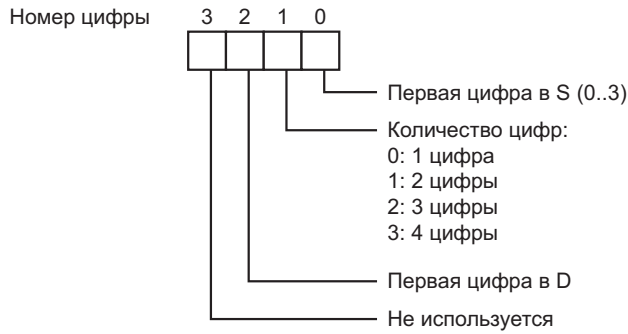 Номер цифры 3 2 1 0
Первая цифра в S (0..3)
Количество цифр:
0: 1 цифра
1: 2 цифры
2: 3 цифры
3: 4 цифры
Первая цифра в D
Не используется